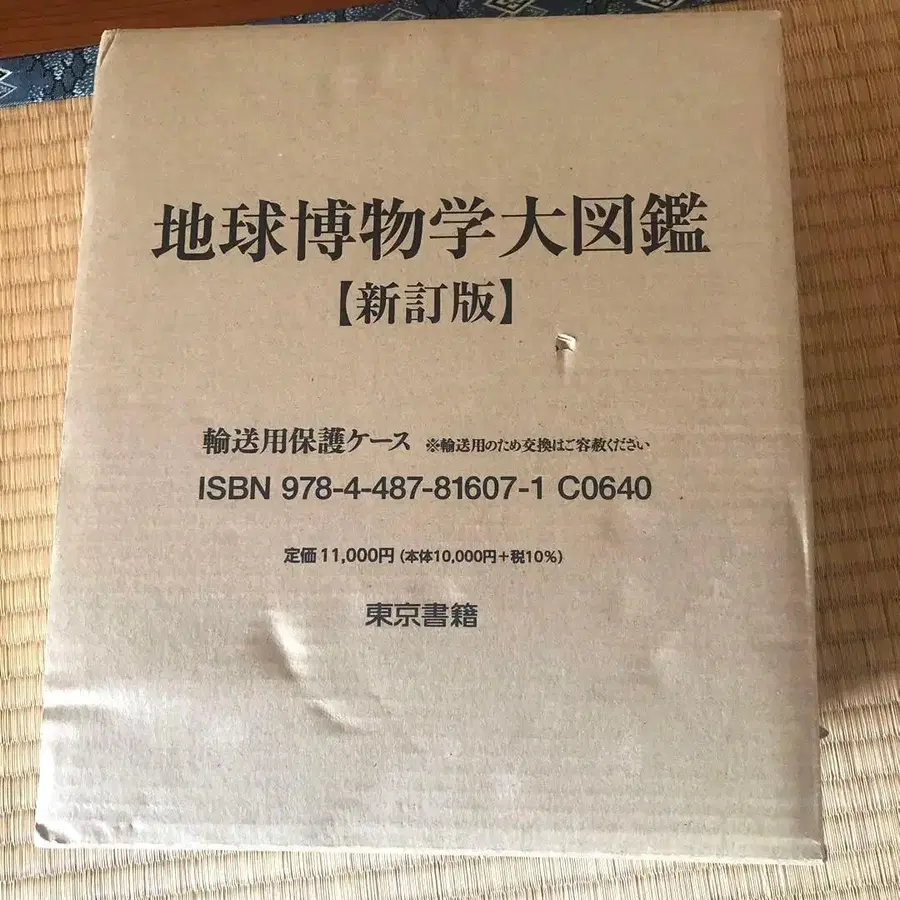 地球博物学大図鑑
【新訂版】
輸送用保護ケース ※輸送用のため交換はご容赦ください
ISBN 978-4-487-81607-1 C0640
定価11,000円（本体10,000円＋税10％）
東京書籍